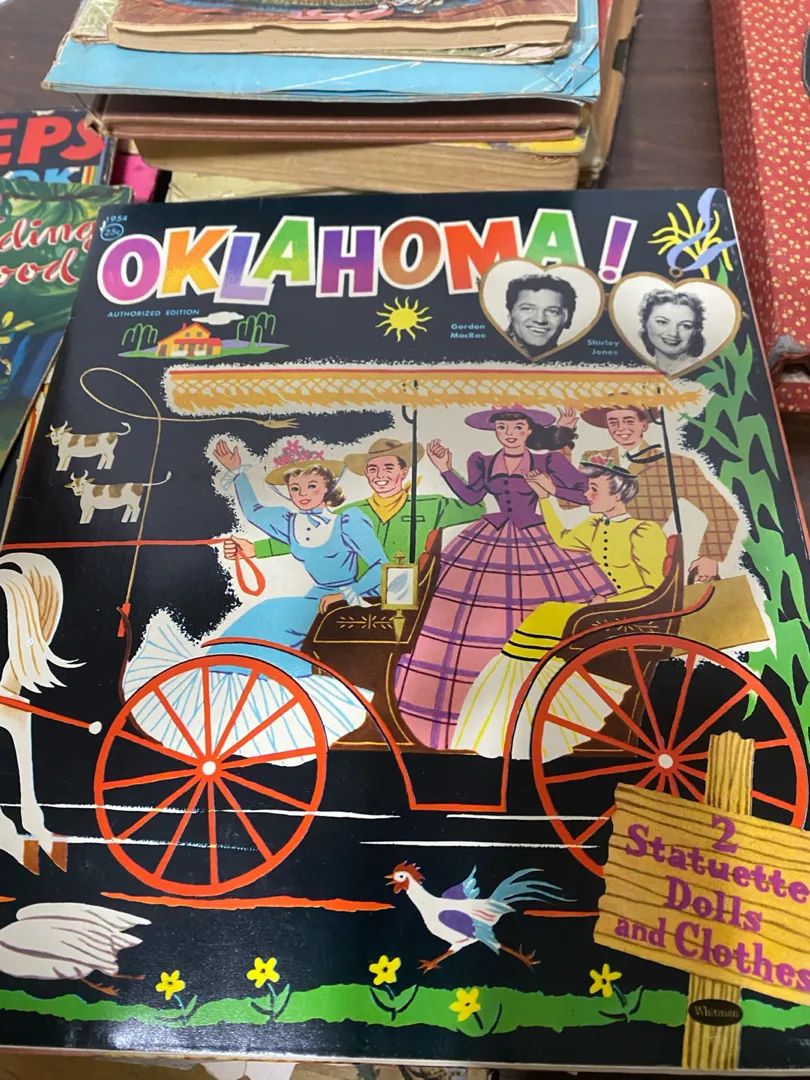 EPS
OK
ding
ood
1954
25¢
OKLAHOMA!
AUTHORIZED EDITION
Gordon
MacRae
Shirley
Jones
2
Statuette
Dolls
and Clothes
Whitman